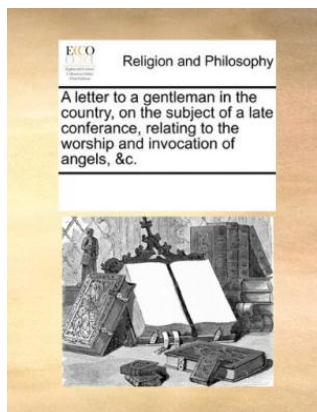 ECCO
Religion and Philosophy
A letter to a gentleman in the
country, on the subject of a late
conferance, relating to the
worship and invocation of
angels, &c.